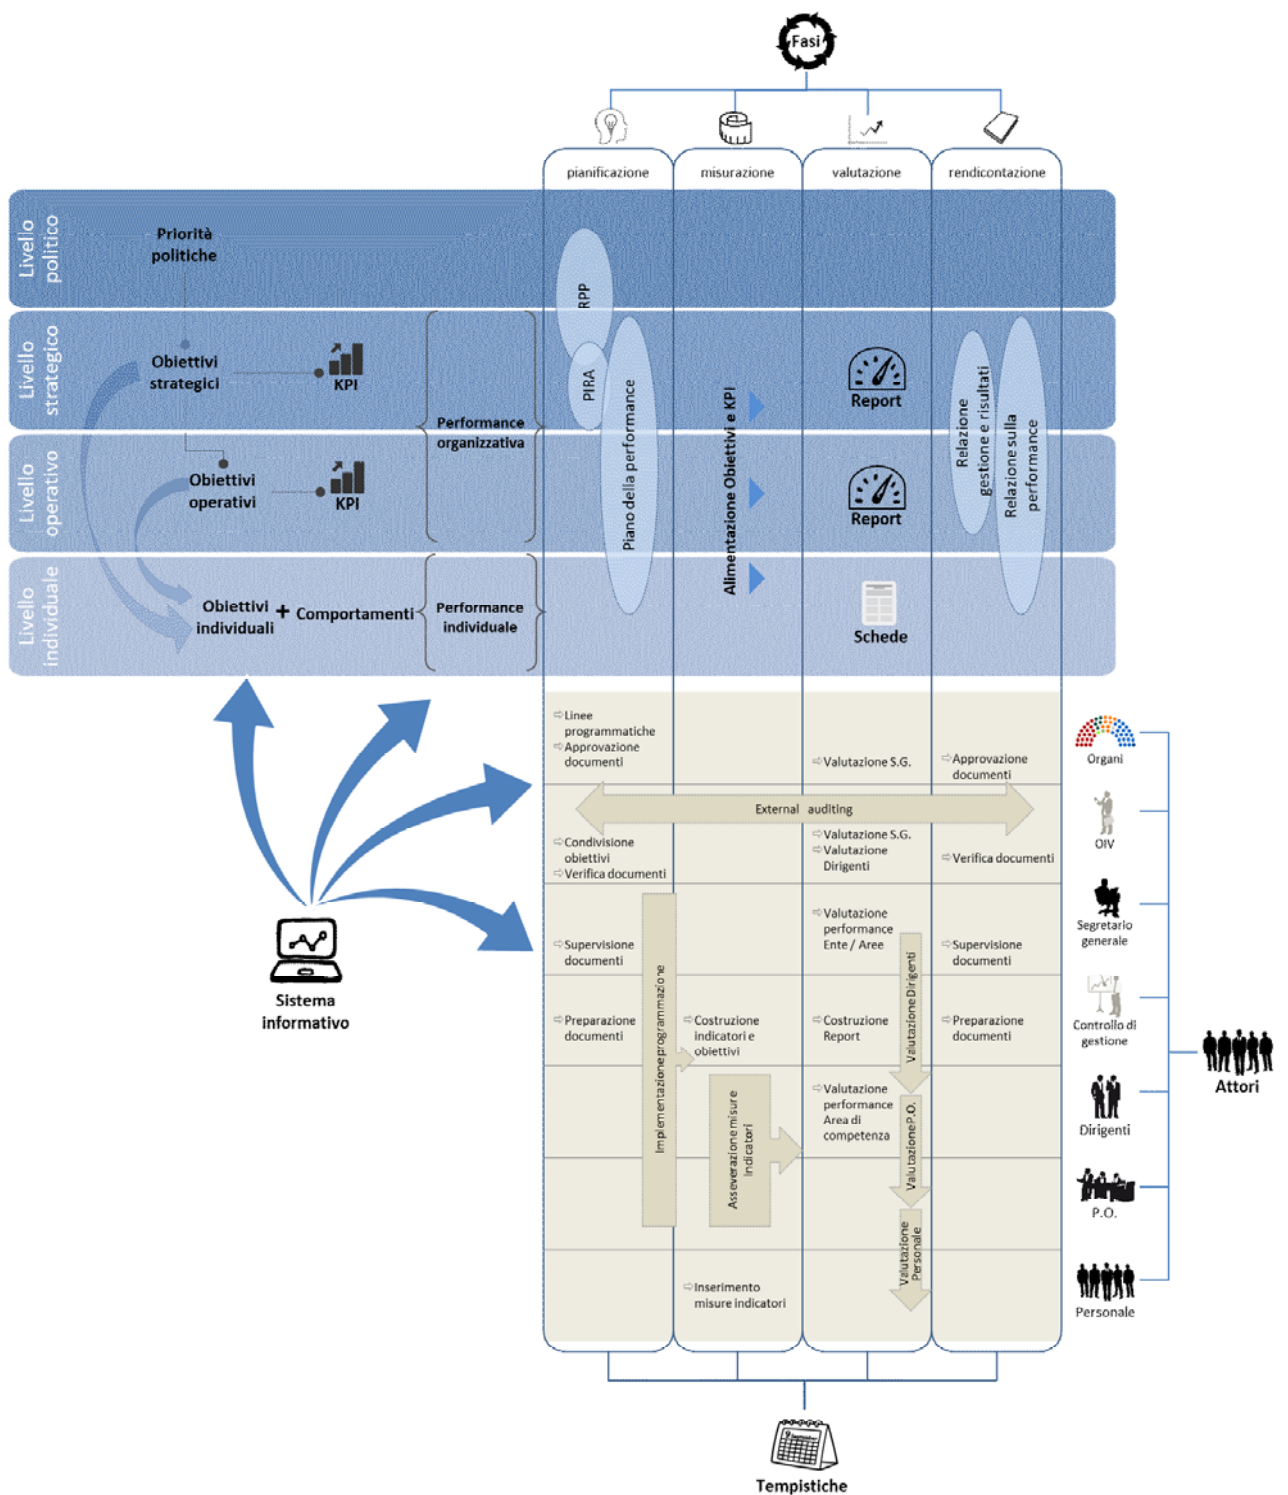 Fasi
pianificazione
misurazione
valutazione
rendicontazione
Livello
politico
Priorità
politiche
RPP
Livello
strategico
Obiettivi
strategici
KPI
PIRA
Report
Performance
organizzativa
Piano della performance
Alimentazione Obiettivi e KPI
Relazione
gestione e risultati
Relazione sulla
performance
Livello
operativo
Obiettivi
operativi
KPI
Report
Livello
individuale
Obiettivi
individuali
+
Comportamenti
Performance
individuale
Schede
⇨Linee
programmatiche
⇨Approvazione
documenti
⇨Valutazione S.G.
⇨Approvazione
documenti
Organi
External auditing
⇨Condivisione
obiettivi
⇨Verifica documenti
⇨Valutazione S.G.
⇨Valutazione
Dirigenti
⇨Verifica documenti
OIV
⇨Supervisione
documenti
⇨Valutazione
performance
Ente / Aree
⇨Supervisione
documenti
Segretario
generale
Implementazione programmazione
Valutazione Dirigenti
Sistema
informativo
⇨Preparazione
documenti
⇨Costruzione
indicatori e
obiettivi
⇨Costruzione
Report
⇨Preparazione
documenti
Controllo di
gestione
Attori
Asseverazione misure
Indicatori
⇨Valutazione
performance
Area di
competenza
Valutazione P.O.
Dirigenti
P.O.
Valutazione
Personale
⇨Inserimento
misure indicatori
Personale
9 September
Tempistiche